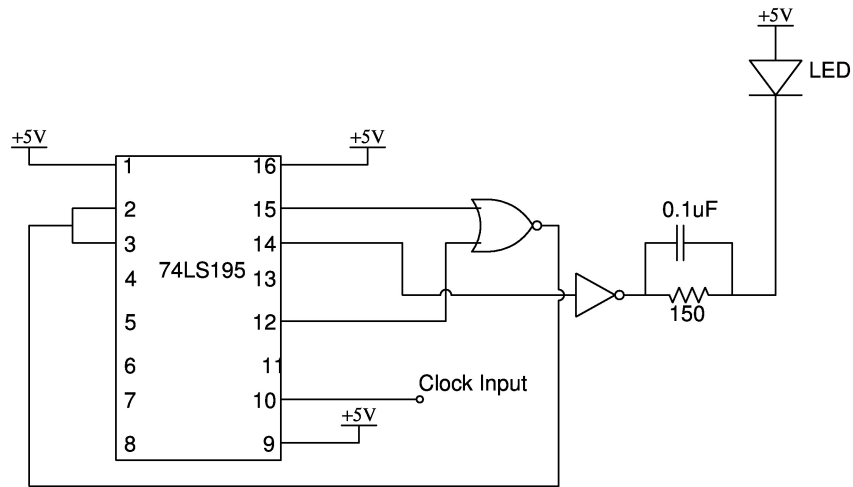 +5V
LED
+5V
+5V
1 16
0.1uF
2 15
3 14
74LS195
4 13
150
5 12
6 11
Clock Input
7 10
+5V
8 9